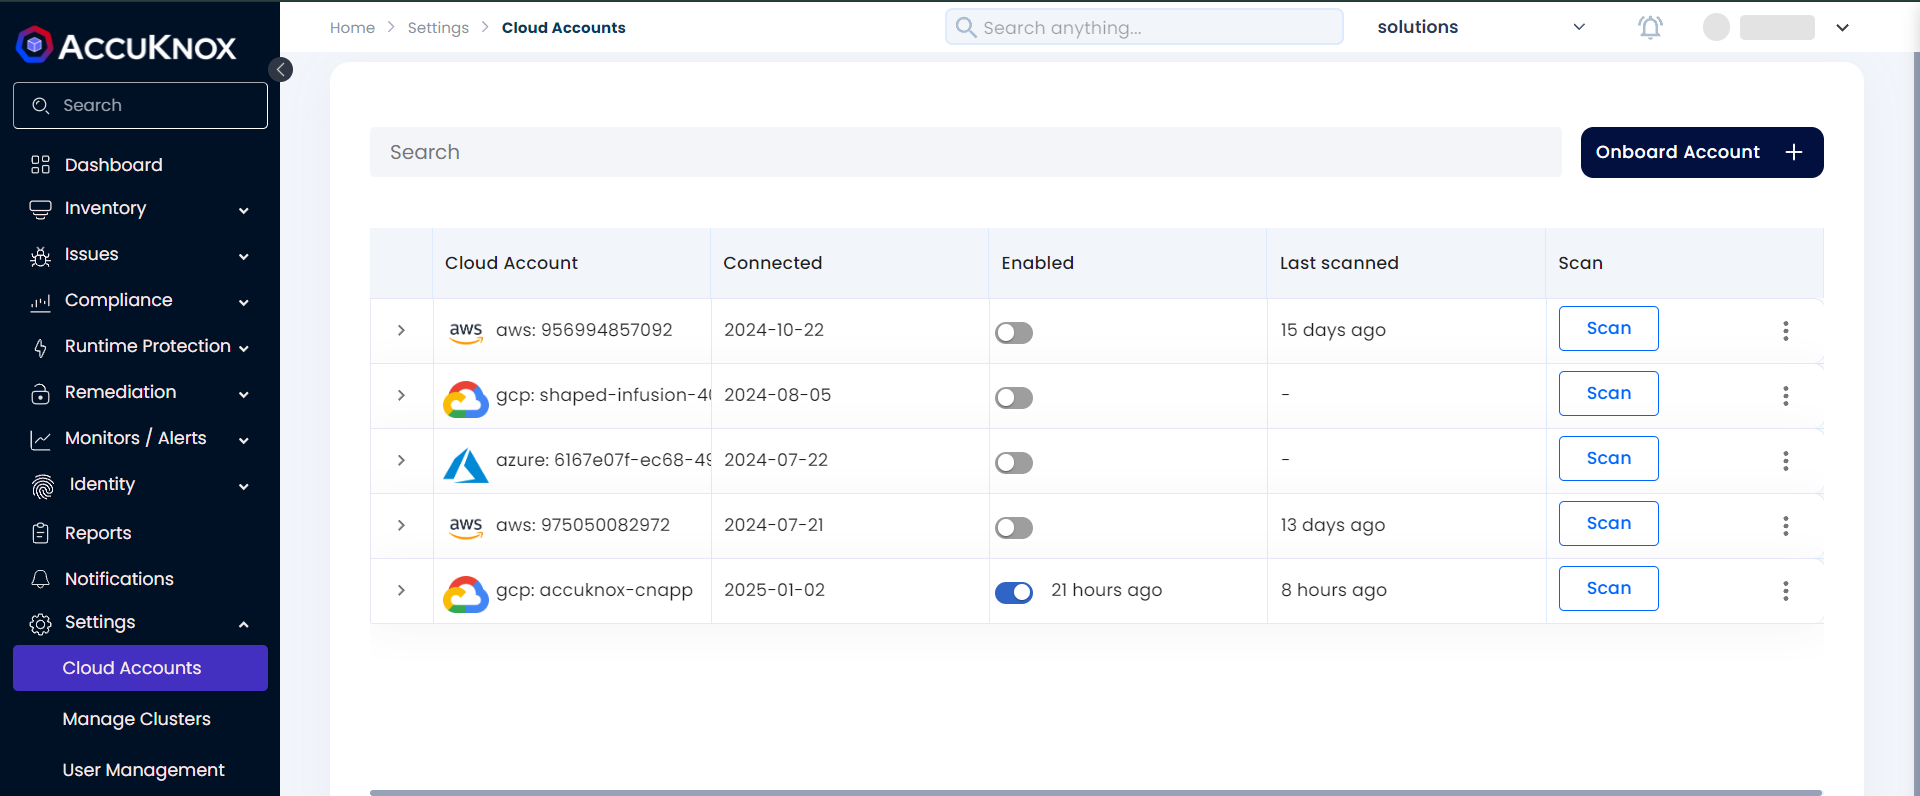 ACCUKNOX
Search
Dashboard
Inventory
Issues
Compliance
Runtime Protection
Remediation
Monitors / Alerts
Identity
Reports
Notifications
Settings
Cloud Accounts
Manage Clusters
User Management
Home > Settings > Cloud Accounts
Search anything...
solutions
Search
Onboard Account +
Cloud Account Connected Enabled Last scanned Scan
aws aws: 956994857092 2024-10-22 15 days ago Scan
gcp: shaped-infusion-40 2024-08-05 - Scan
azure: 6167e07f-ec68-49 2024-07-22 - Scan
aws aws: 975050082972 2024-07-21 13 days ago Scan
gcp: accuknox-cnapp 2025-01-02 21 hours ago 8 hours ago Scan